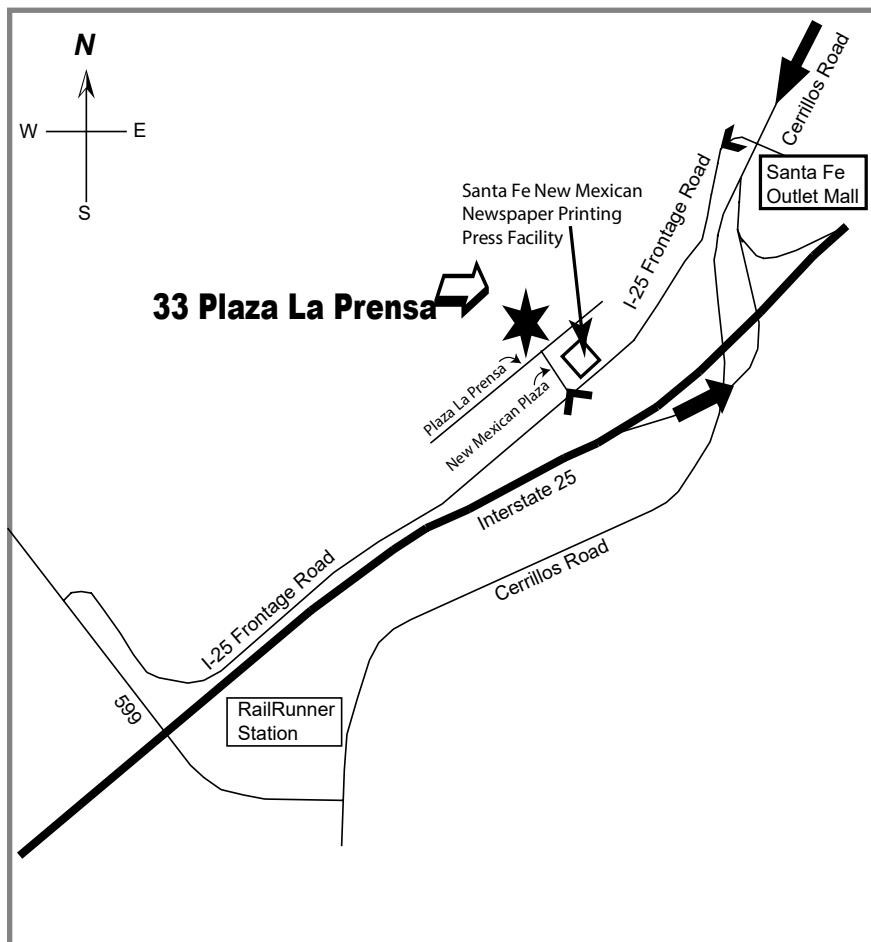 N
W
E
S
Cerrillos Road
Santa Fe
Outlet Mall
Santa Fe New Mexican
Newspaper Printing
Press Facility
I-25 Frontage Road
33 Plaza La Prensa
Plaza La Prensa
New Mexican Plaza
Interstate 25
Cerrillos Road
I-25 Frontage Road
599
RailRunner
Station